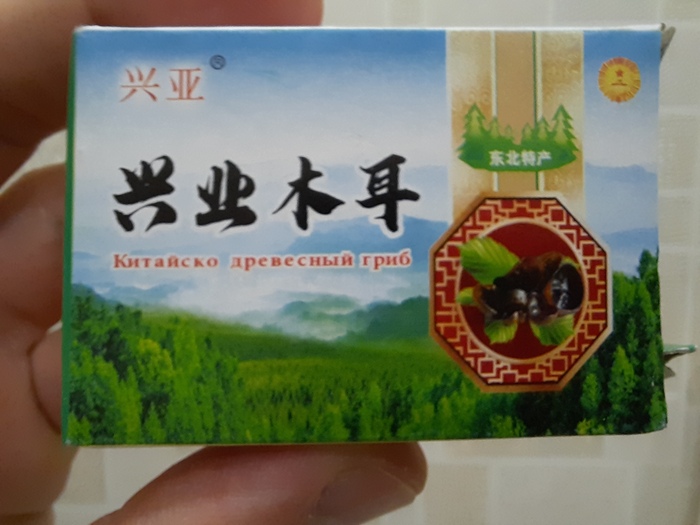 兴亚®
东北特产
兴业木耳
Китайско древесный гриб